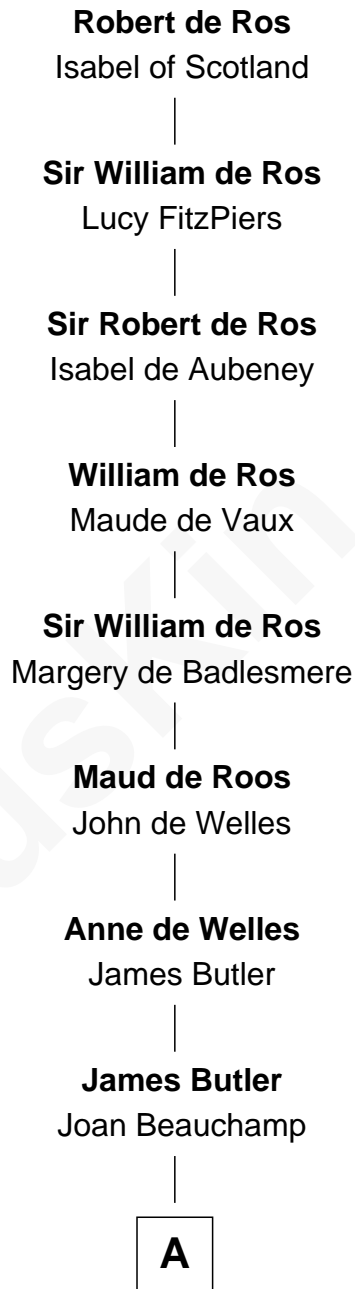 Robert de Ros
Isabel of Scotland
Sir William de Ros
Lucy FitzPiers
Sir Robert de Ros
Isabel de Aubeney
William de Ros
Maude de Vaux
Sir William de Ros
Margery de Badlesmere
Maud de Roos
John de Welles
Anne de Welles
James Butler
James Butler
Joan Beauchamp
A